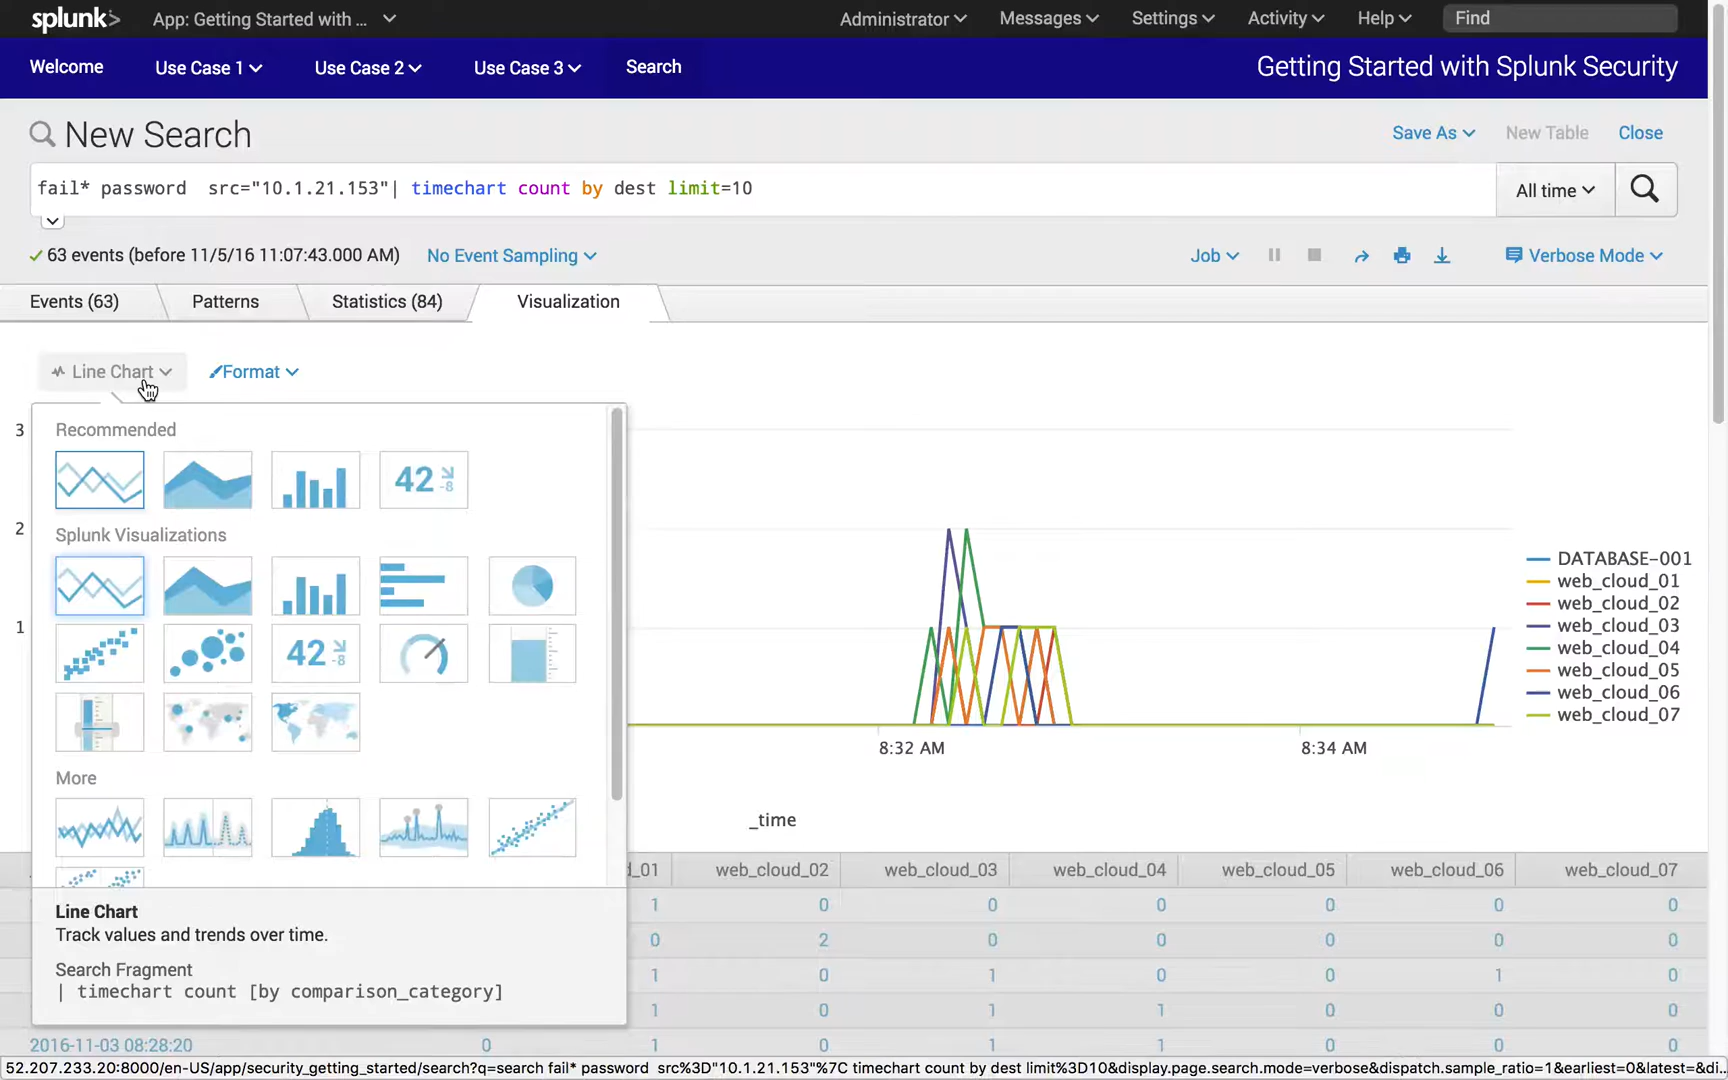 splunk> App: Getting Started with ... Administrator Messages Settings Activity Help Find
Welcome Use Case 1 Use Case 2 Use Case 3 Search Getting Started with Splunk Security
New Search Save As New Table Close
fail* password  src="10.1.21.153"| timechart count by dest limit=10 All time
63 events (before 11/5/16 11:07:43.000 AM) No Event Sampling Job Verbose Mode
Events (63) Patterns Statistics (84) Visualization
Line Chart Format
Recommended
3
42 -8
Splunk Visualizations
2
DATABASE-001
web_cloud_01
web_cloud_02
web_cloud_03
web_cloud_04
web_cloud_05
web_cloud_06
web_cloud_07
1
42 -8
8:32 AM 8:34 AM
More
_time
_01 web_cloud_02 web_cloud_03 web_cloud_04 web_cloud_05 web_cloud_06 web_cloud_07
1 0 0 0 0 0 0
0 2 0 0 0 0 0
1 0 1 0 0 1 0
1 0 1 1 0 0 0
Line Chart
Track values and trends over time.
Search Fragment
| timechart count [by comparison_category]
2016-11-03 08:28:20 0 1 0 1 1 0 0 0
52.207.233.20:8000/en-US/app/security_getting_started/search?q=search fail* password  src%3D"10.1.21.153"%7C timechart count by dest limit%3D10&display.page.search.mode=verbose&dispatch.sample_ratio=1&earliest=0&latest=&di...